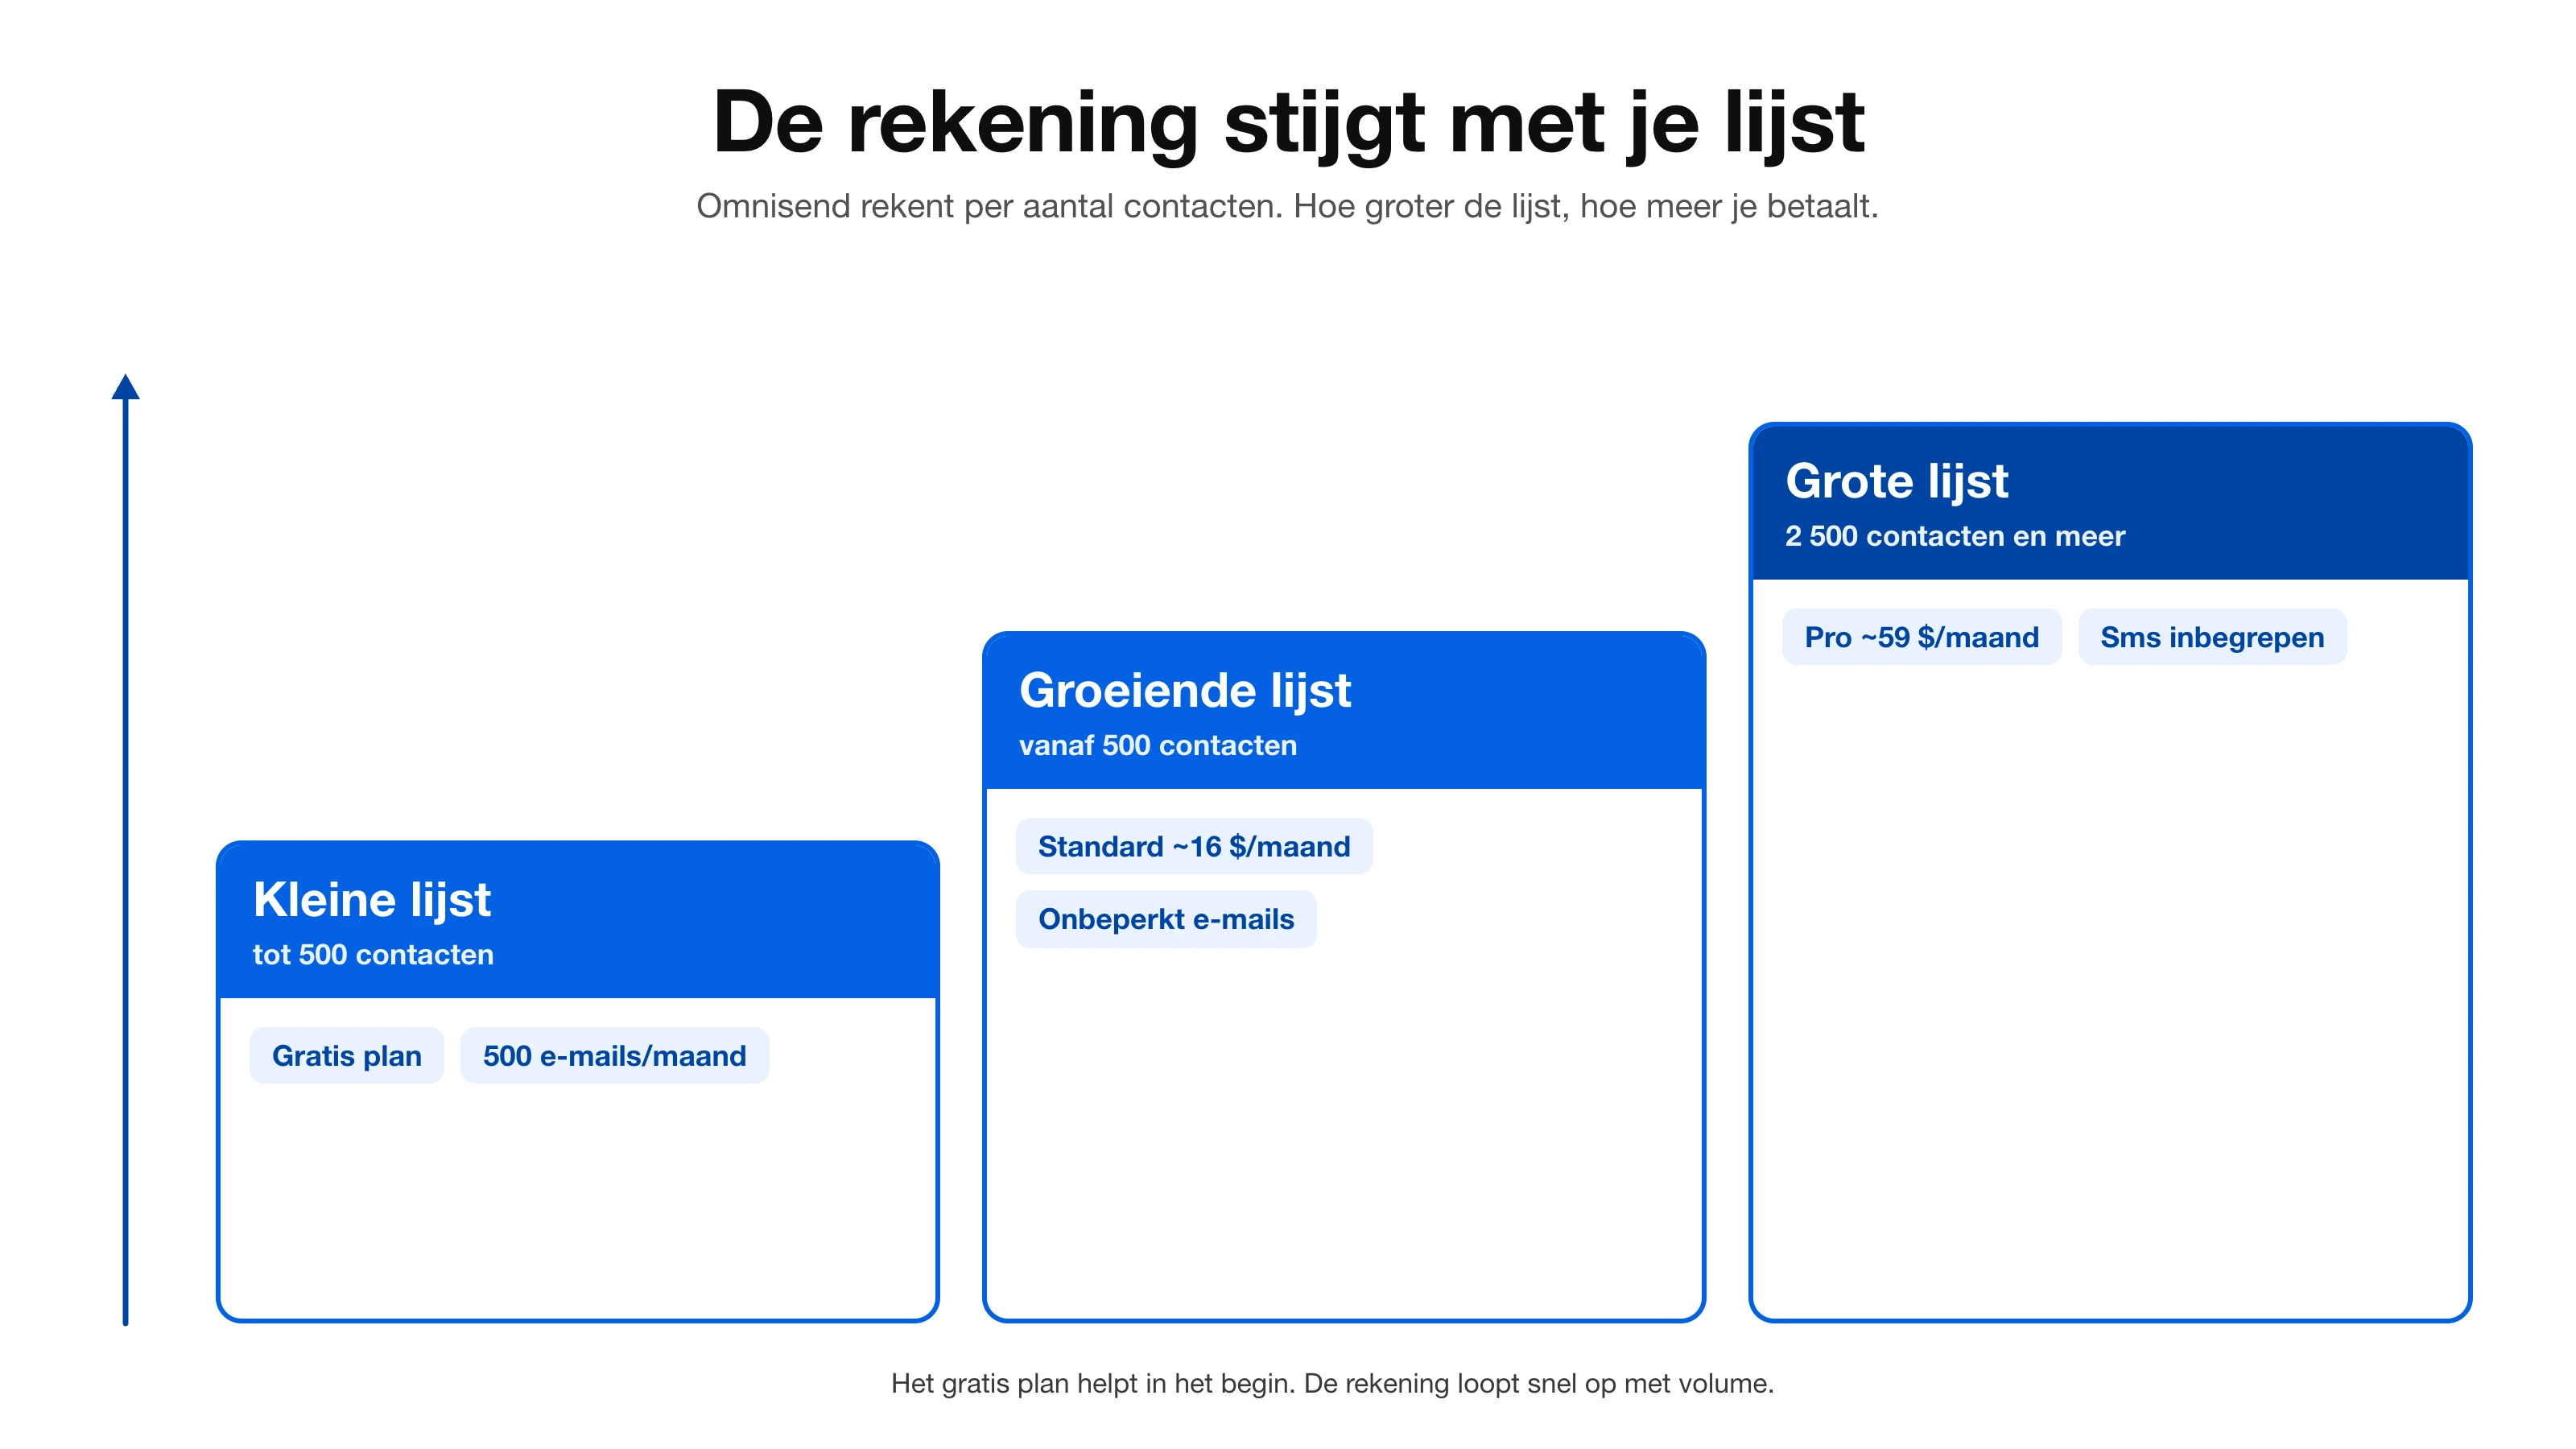 De rekening stijgt met je lijst
Omnisend rekent per aantal contacten. Hoe groter de lijst, hoe meer je betaalt.
Kleine lijst
tot 500 contacten
Gratis plan
500 e-mails/maand
Groeiende lijst
vanaf 500 contacten
Standard ~16 $/maand
Onbeperkt e-mails
Grote lijst
2 500 contacten en meer
Pro ~59 $/maand
Sms inbegrepen
Het gratis plan helpt in het begin. De rekening loopt snel op met volume.